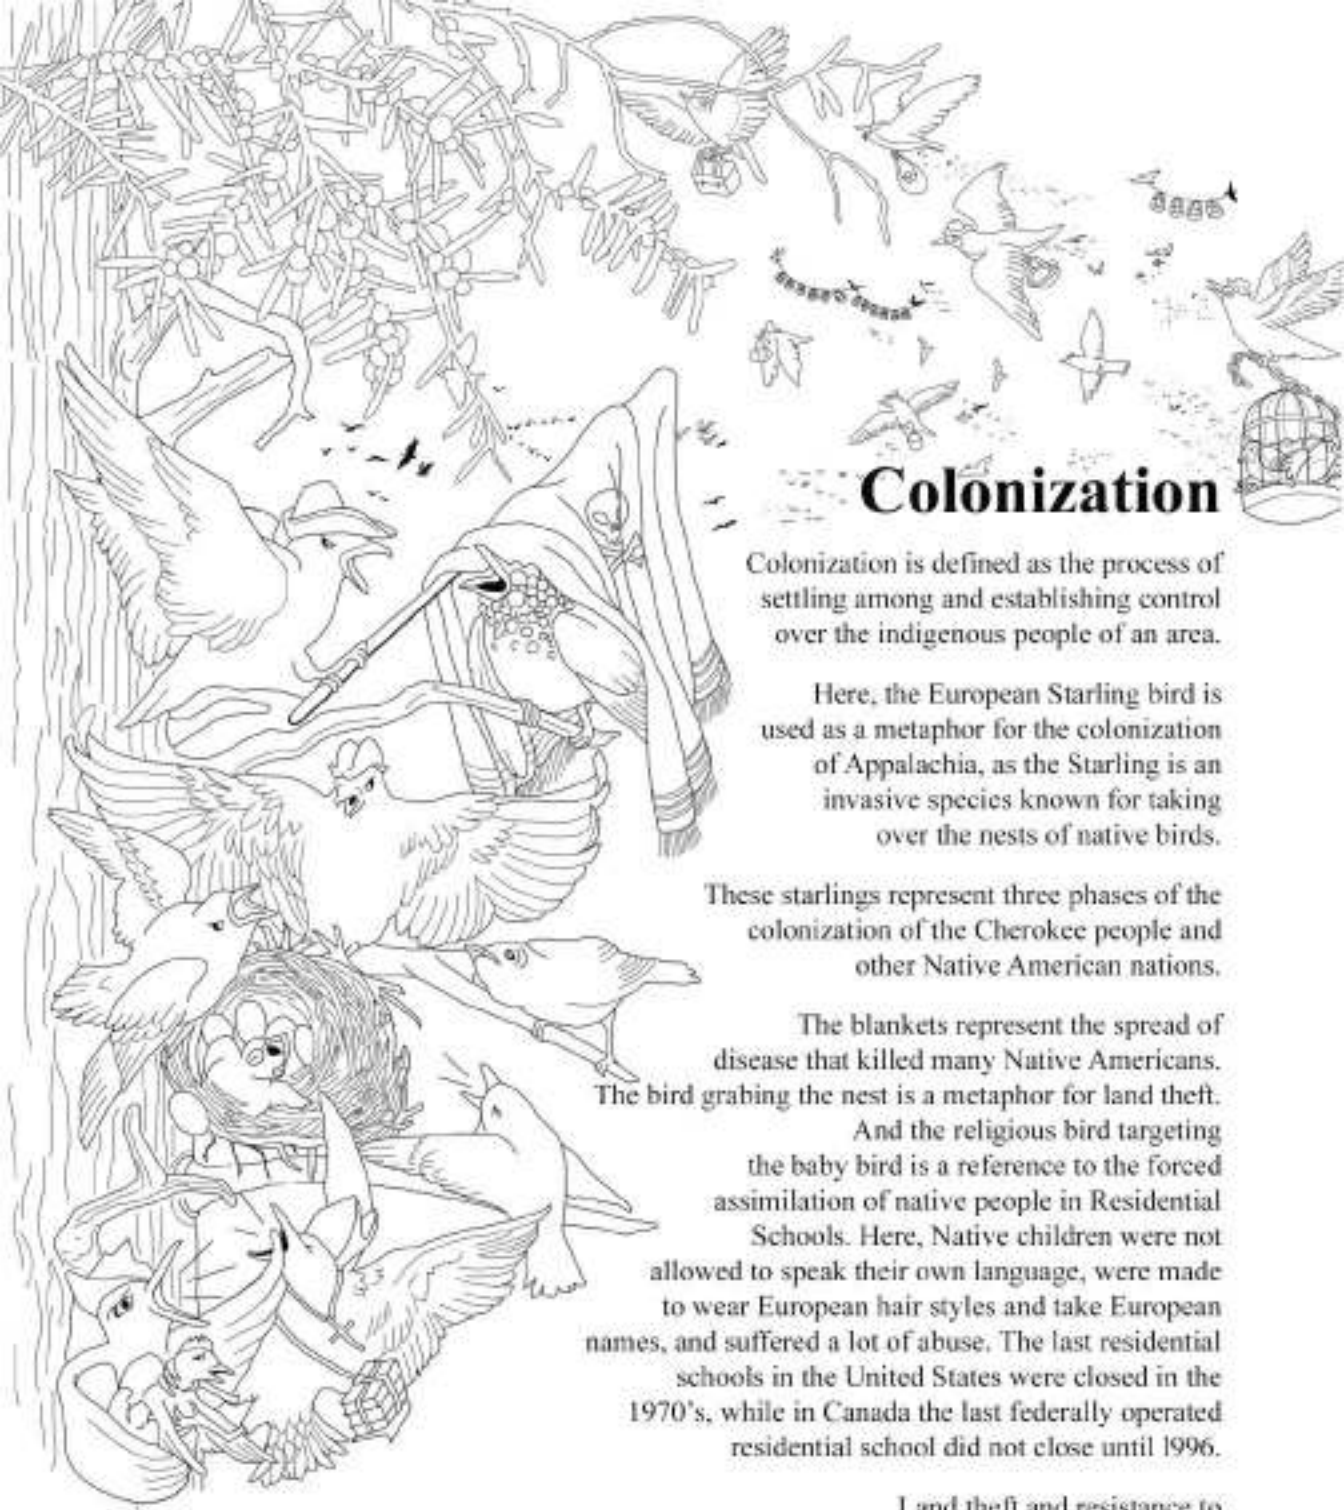 Colonization
Colonization is defined as the process of
settling among and establishing control
over the indigenous people of an area.
Here, the European Starling bird is
used as a metaphor for the colonization
of Appalachia, as the Starling is an
invasive species known for taking
over the nests of native birds.
These starlings represent three phases of the
colonization of the Cherokee people and
other Native American nations.
The blankets represent the spread of
disease that killed many Native Americans.
The bird grabing the nest is a metaphor for land theft.
And the religious bird targeting
the baby bird is a reference to the forced
assimilation of native people in Residential
Schools. Here, Native children were not
allowed to speak their own language, were made
to wear European hair styles and take European
names, and suffered a lot of abuse. The last residential
schools in the United States were closed in the
1970's, while in Canada the last federally operated
residential school did not close until 1996.
Land theft and resistance to